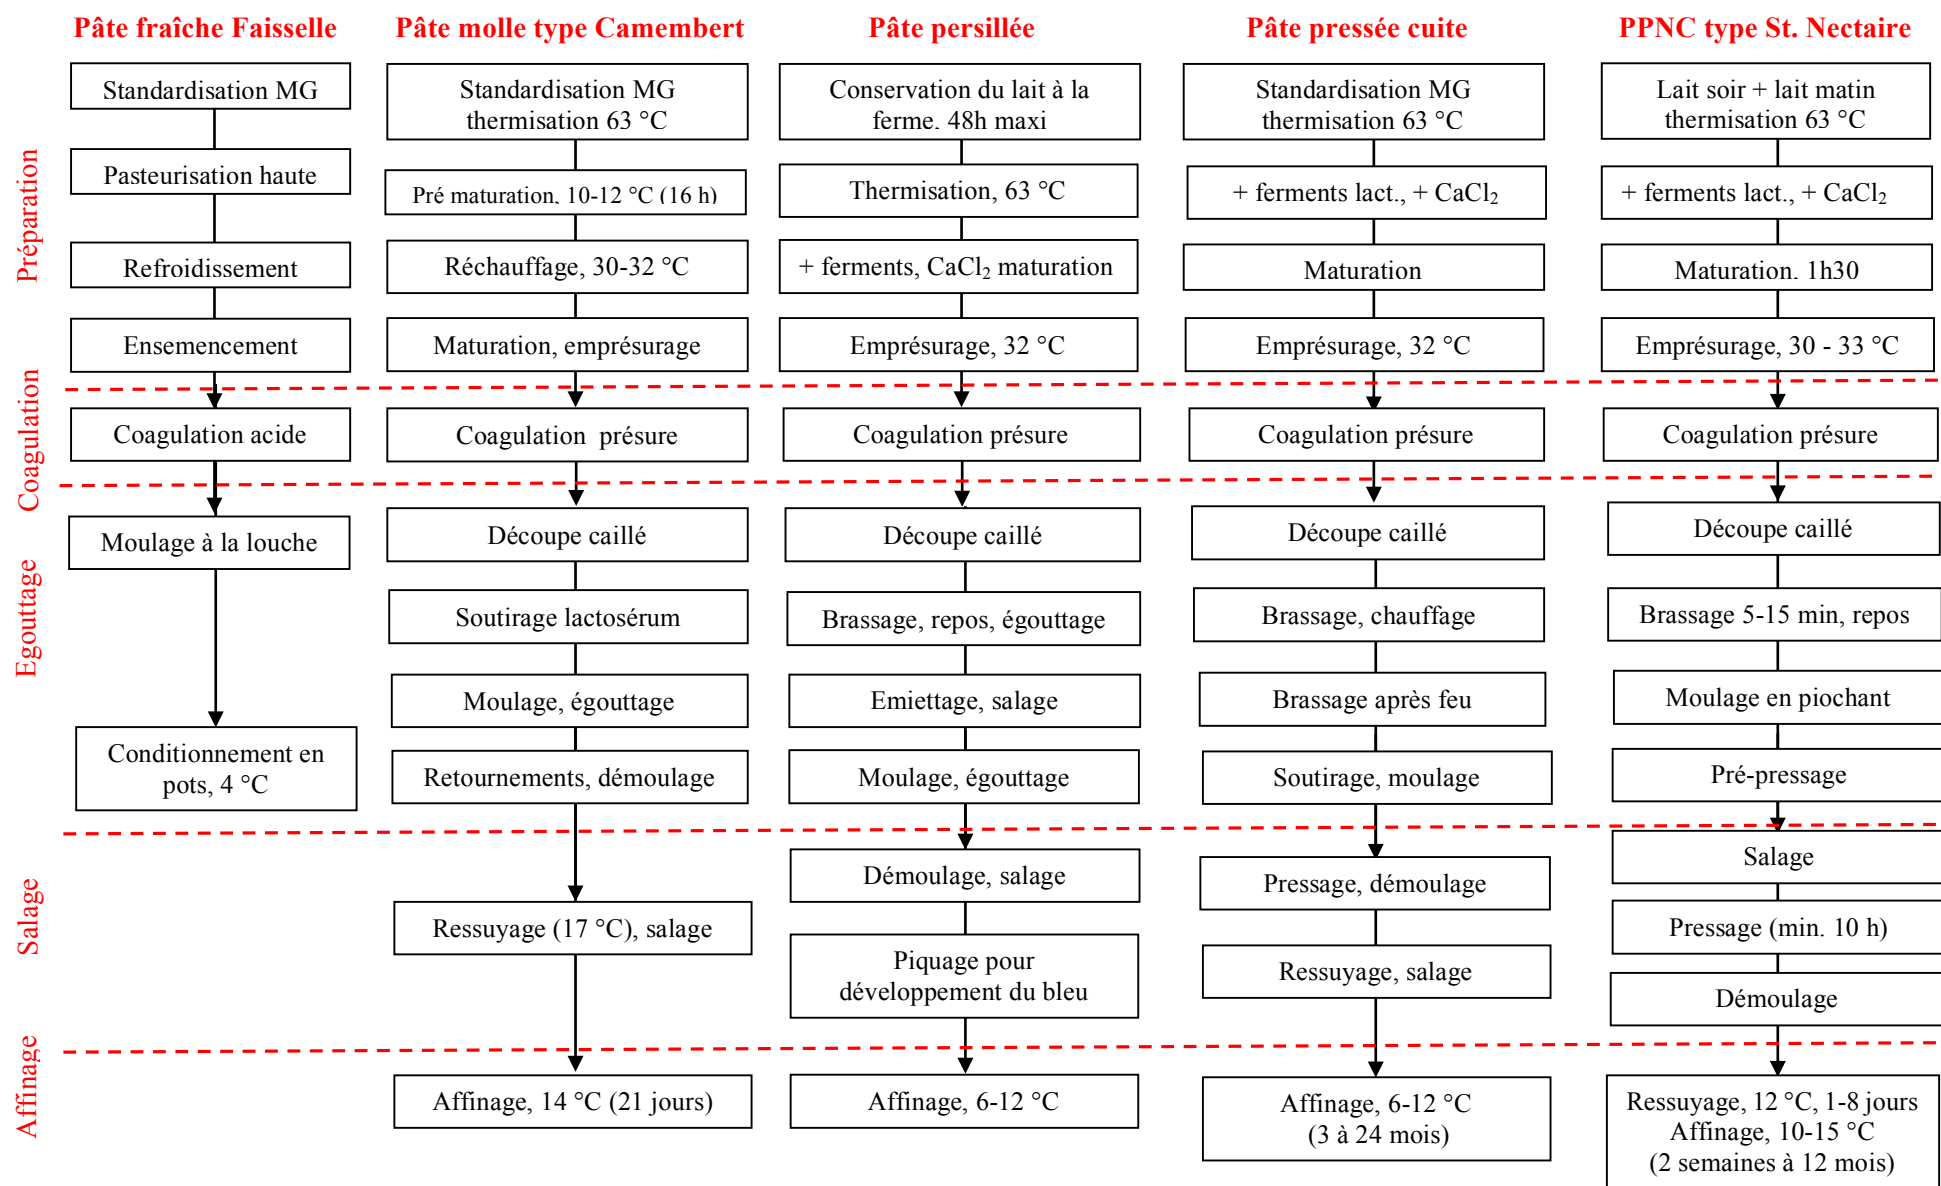 Pâte fraîche Faisselle
Pâte molle type Camembert
Pâte persillée
Pâte pressée cuite
PPNC type St. Nectaire
Préparation
Standardisation MG
Pasteurisation haute
Refroidissement
Ensemencement
Standardisation MG
thermisation 63 °C
Pré maturation, 10-12 °C (16 h)
Réchauffage, 30-32 °C
Maturation, emprésurage
Conservation du lait à la
ferme, 48h maxi
Thermisation, 63 °C
+ ferments, CaCl₂ maturation
Emprésurage, 32 °C
Standardisation MG
thermisation 63 °C
+ ferments lact., + CaCl₂
Maturation
Emprésurage, 32 °C
Lait soir + lait matin
thermisation 63 °C
+ ferments lact., + CaCl₂
Maturation, 1h30
Emprésurage, 30 - 33 °C
Coagulation
Coagulation acide
Coagulation présure
Coagulation présure
Coagulation présure
Coagulation présure
Egouttage
Moulage à la louche
Conditionnement en
pots, 4 °C
Découpe caillé
Soutirage lactosérum
Moulage, égouttage
Retournements, démoulage
Découpe caillé
Brassage, repos, égouttage
Emiettage, salage
Moulage, égouttage
Découpe caillé
Brassage, chauffage
Brassage après feu
Soutirage, moulage
Découpe caillé
Brassage 5-15 min, repos
Moulage en piochant
Pré-pressage
Salage
Ressuyage (17 °C), salage
Démoulage, salage
Piquage pour
développement du bleu
Pressage, démoulage
Ressuyage, salage
Salage
Pressage (min. 10 h)
Démoulage
Affinage
Affinage, 14 °C (21 jours)
Affinage, 6-12 °C
Affinage, 6-12 °C
(3 à 24 mois)
Ressuyage, 12 °C, 1-8 jours
Affinage, 10-15 °C
(2 semaines à 12 mois)